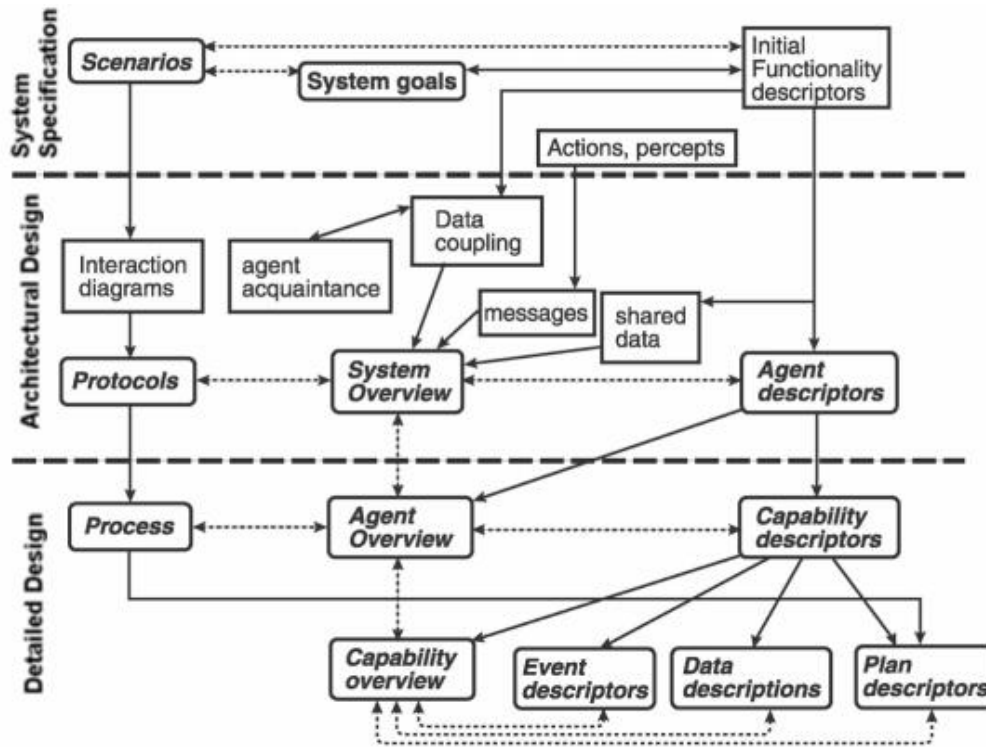 System
Specification
Scenarios
System goals
Initial
Functionality
descriptors
Actions, percepts
Architectural Design
Interaction
diagrams
agent
acquaintance
Data
coupling
messages
shared
data
Protocols
System
Overview
Agent
descriptors
Detailed Design
Process
Agent
Overview
Capability
descriptors
Capability
overview
Event
descriptors
Data
descriptions
Plan
descriptors